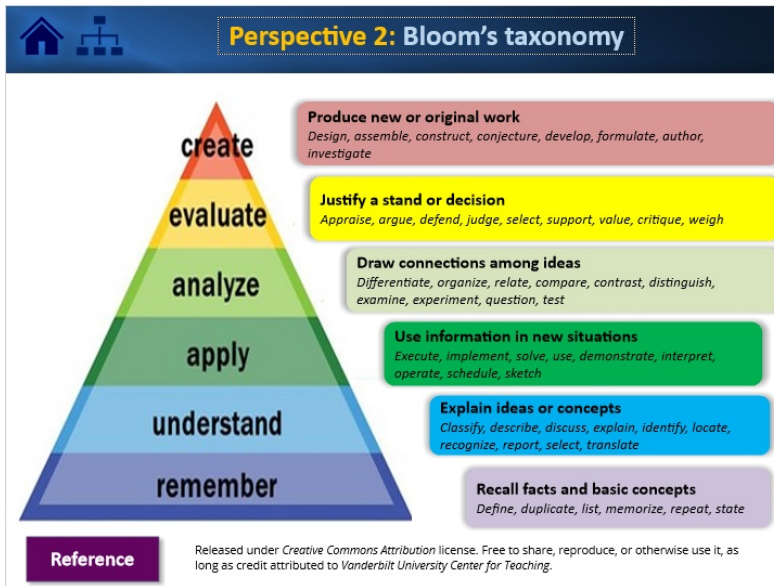 Perspective 2: Bloom's taxonomy
create
Produce new or original work
Design, assemble, construct, conjecture, develop, formulate, author,
investigate
evaluate
Justify a stand or decision
Appraise, argue, defend, judge, select, support, value, critique, weigh
analyze
Draw connections among ideas
Differentiate, organize, relate, compare, contrast, distinguish,
examine, experiment, question, test
apply
Use information in new situations
Execute, implement, solve, use, demonstrate, interpret,
operate, schedule, sketch
understand
Explain ideas or concepts
Classify, describe, discuss, explain, identify, locate,
recognize, report, select, translate
remember
Recall facts and basic concepts
Define, duplicate, list, memorize, repeat, state
Reference
Released under Creative Commons Attribution license. Free to share, reproduce, or otherwise use it, as
long as credit attributed to Vanderbilt University Center for Teaching.